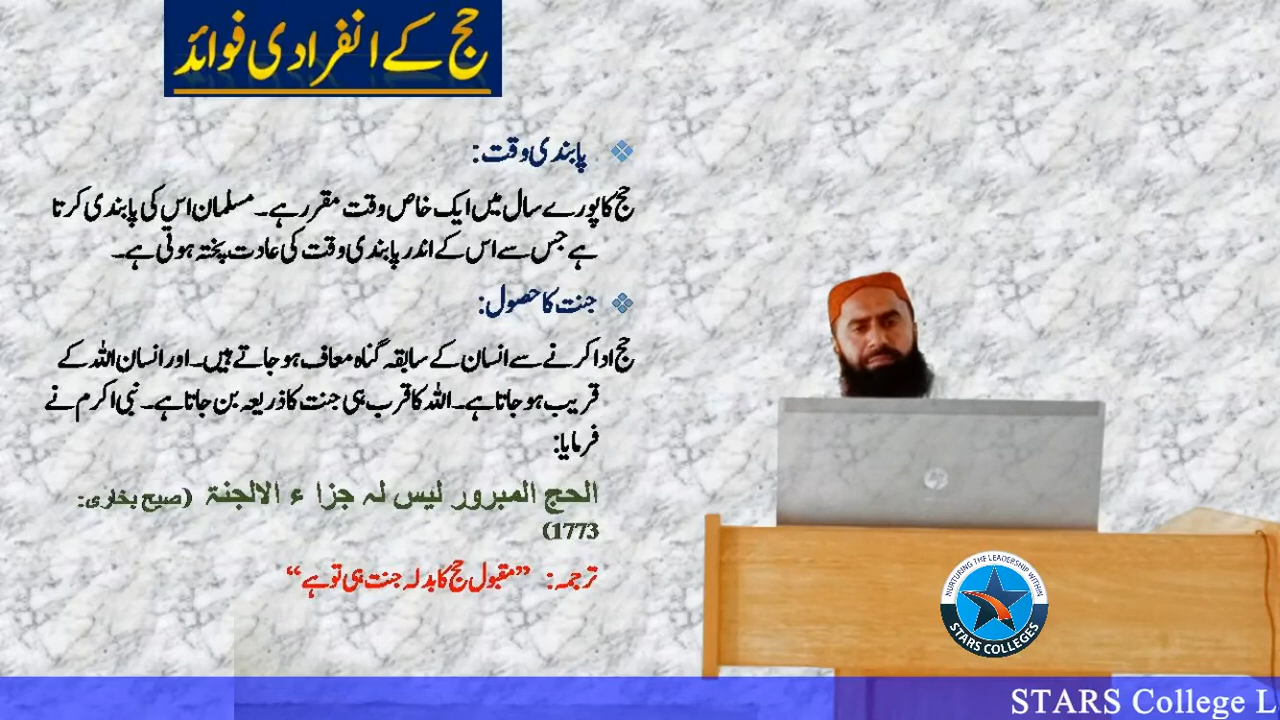 حج کے انفرادی فوائد
پابندی وقت:
حج کا پورے سال میں ایک خاص وقت مقرر ہے۔ مسلمان اس کی پابندی کرتا
ہے جس سے اس کے اندر پابندی وقت کی عادت پختہ ہوتی ہے۔
جنت کا حصول:
حج ادا کرنے سے انسان کے سابقہ گناہ معاف ہو جاتے ہیں۔ اور انسان اللہ کے
قریب ہو جاتا ہے۔ اللہ کا قرب ہی جنت کا ذریعہ بن جاتا ہے۔ نبی اکرم نے
فرمایا:
الحج المبرور لیس لہ جزا ء الالجنۃ (صیح بخاری:
1773)
ترجمہ: ”مقبول حج کا بدلہ جنت ہی تو ہے“
NURTURING THE LEADERSHIP WITHIN
STARS COLLEGES
STARS College L